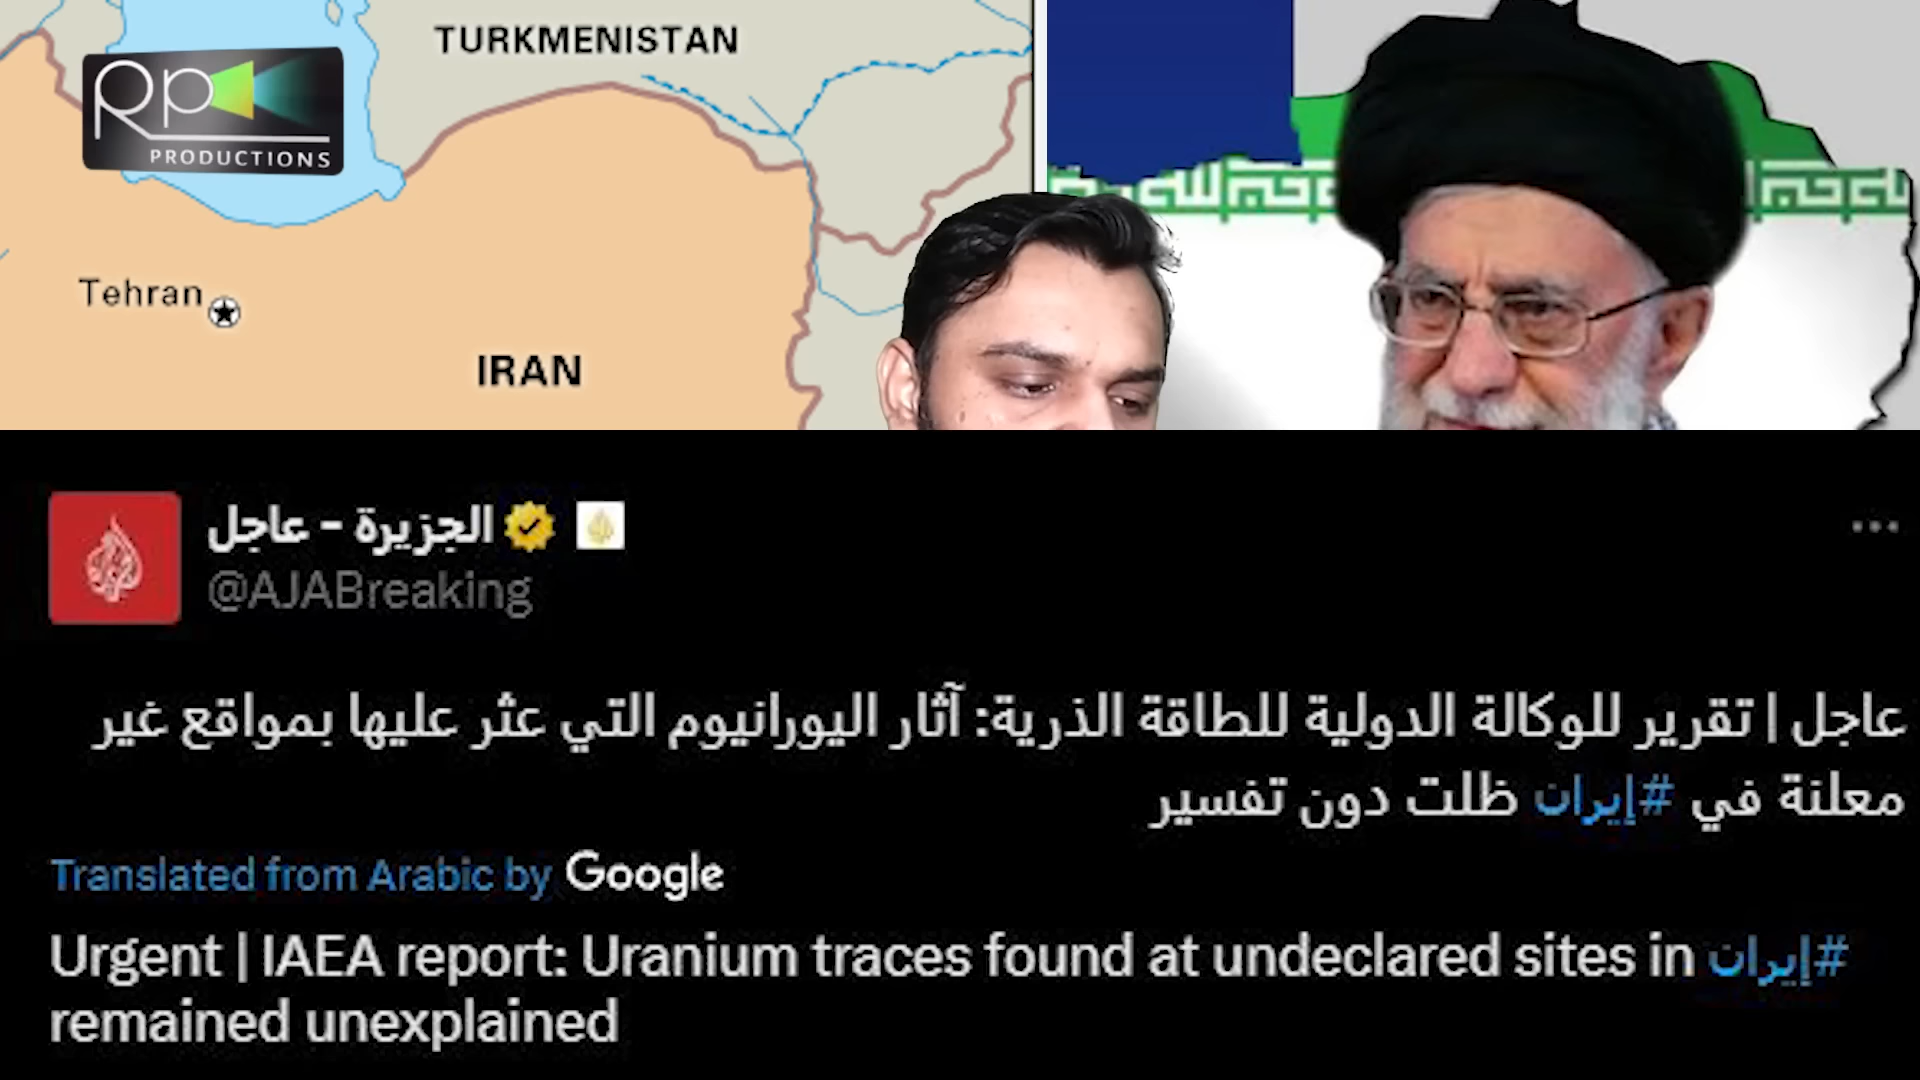 TURKMENISTAN
Rp
PRODUCTIONS
Tehran
IRAN
الجزيرة - عاجل
@AJABreaking
عاجل | تقرير للوكالة الدولية للطاقة الذرية: آثار اليورانيوم التي عثر عليها بمواقع غير
معلنة في #إيران ظلت دون تفسير
Translated from Arabic by Google
Urgent | IAEA report: Uranium traces found at undeclared sites in #إيران
remained unexplained